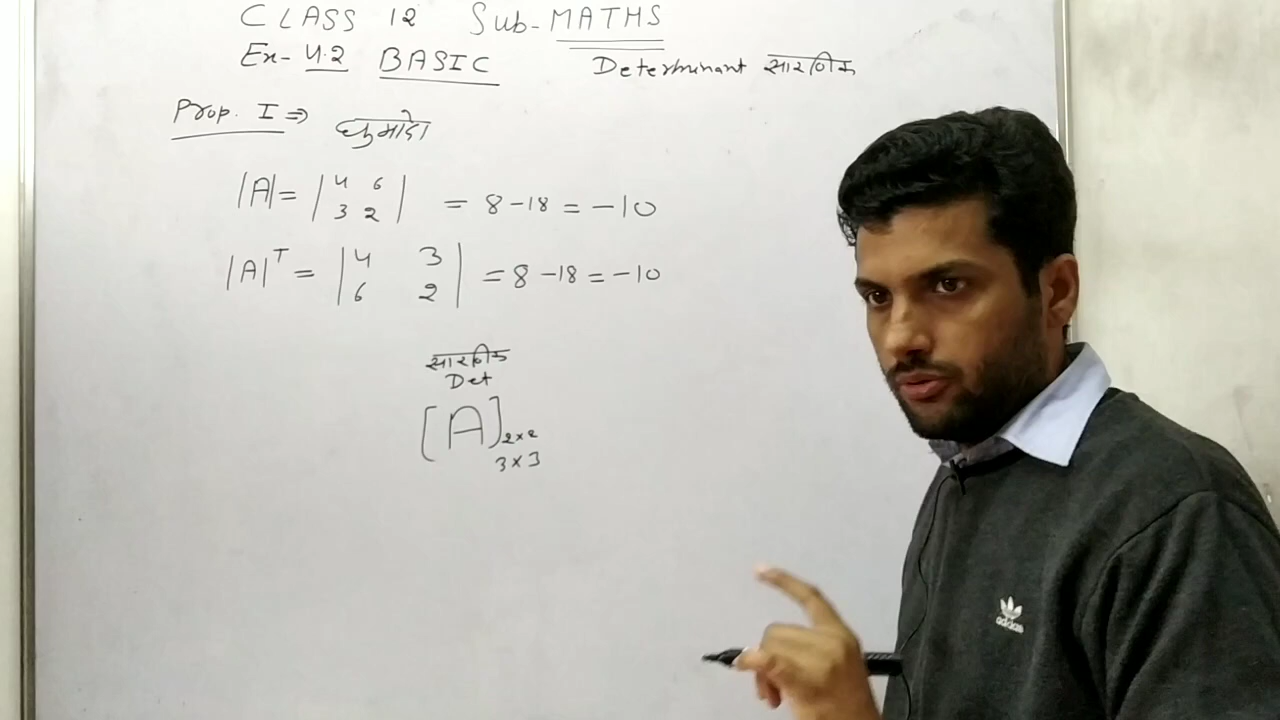 CLASS 12 Sub-MATHS
Ex-4.2 BASIC Determinant सारणिक
Prop. I ⇒ घुमादो
|A| = | 4 6 | = 8-18 = -10
| 3 2 |
|A|ᵀ = | 4 3 | = 8-18 = -10
| 6 2 |
सारणिक
Det
[A] 2×2
3×3
adidas